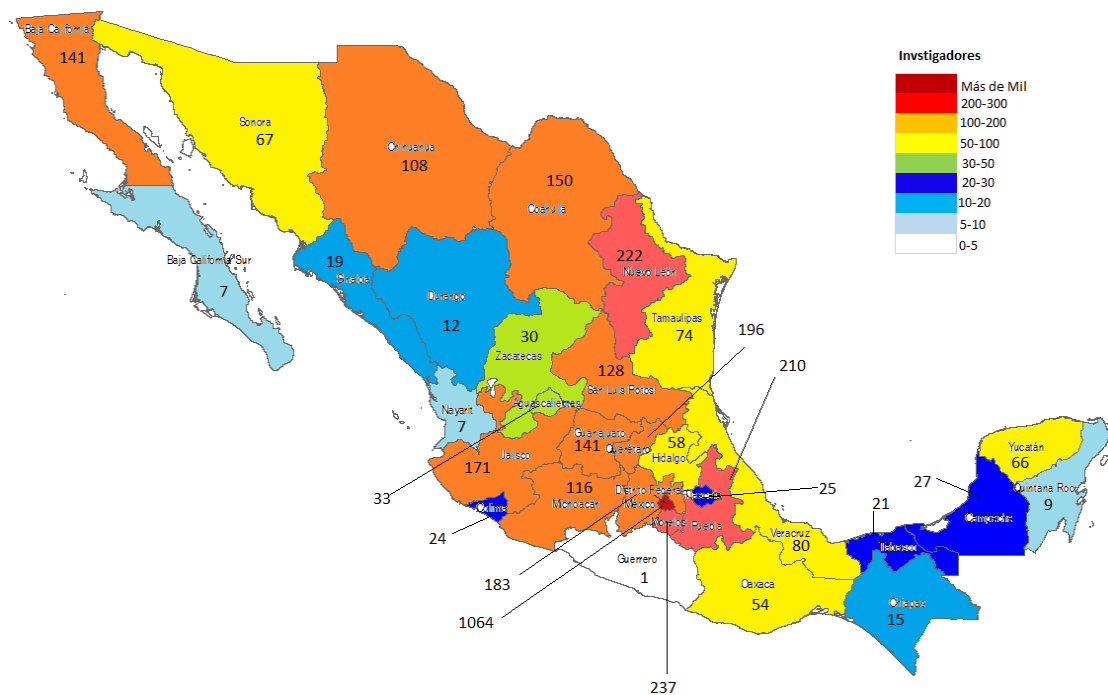 Baja California
141
Sonora
67
Chihuahua
108
150
Coahuila
222
Nuevo León
19
Sinaloa
Durango
12
Baja California Sur
7
Tamaulipas
74
30
Zacatecas
128
San Luis Potosí
196
210
Aguascalientes
Nayarit
7
Guanajuato
141
Querétaro
58
Hidalgo
Jalisco
171
33
116
Michoacán
Distrito Federal
México
Morelos
Tlaxcala
Puebla
25
Colima
24
183
1064
237
Guerrero
1
Veracruz
80
Oaxaca
54
21
27
Tabasco
Campeche
Chiapas
15
Yucatán
66
Quintana Roo
9
Invstigadores
Más de Mil
200-300
100-200
50-100
30-50
20-30
10-20
5-10
0-5